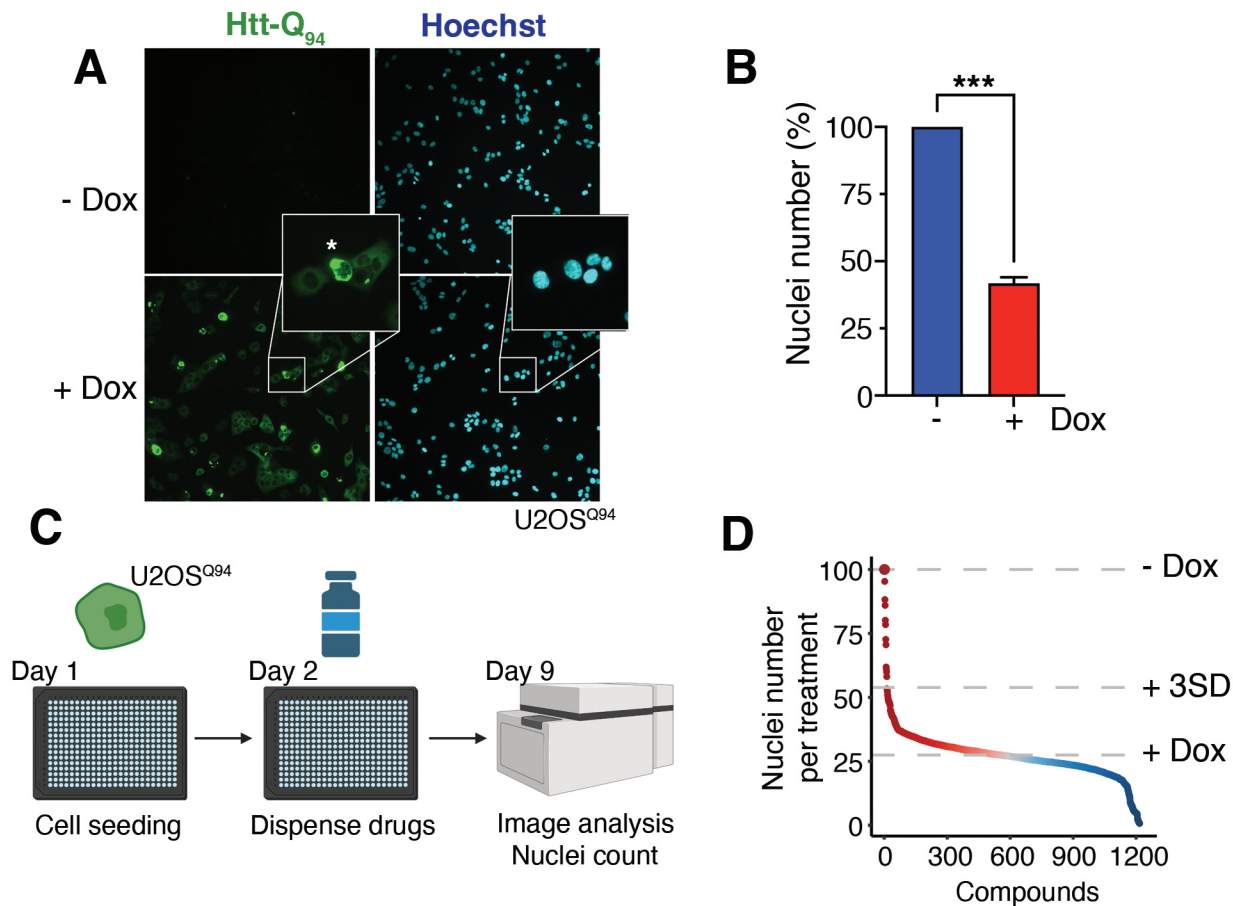 A
Htt-Q94
Hoechst
- Dox
*
+ Dox
U2OSQ94
B
Nuclei number (%)
100
75
50
25
0
***
- + Dox
C
U2OSQ94
Day 1
Day 2
Day 9
Cell seeding
Dispense drugs
Image analysis
Nuclei count
D
Nuclei number
per treatment
100
75
50
25
0
- Dox
+ 3SD
+ Dox
0 300 600 900 1200
Compounds